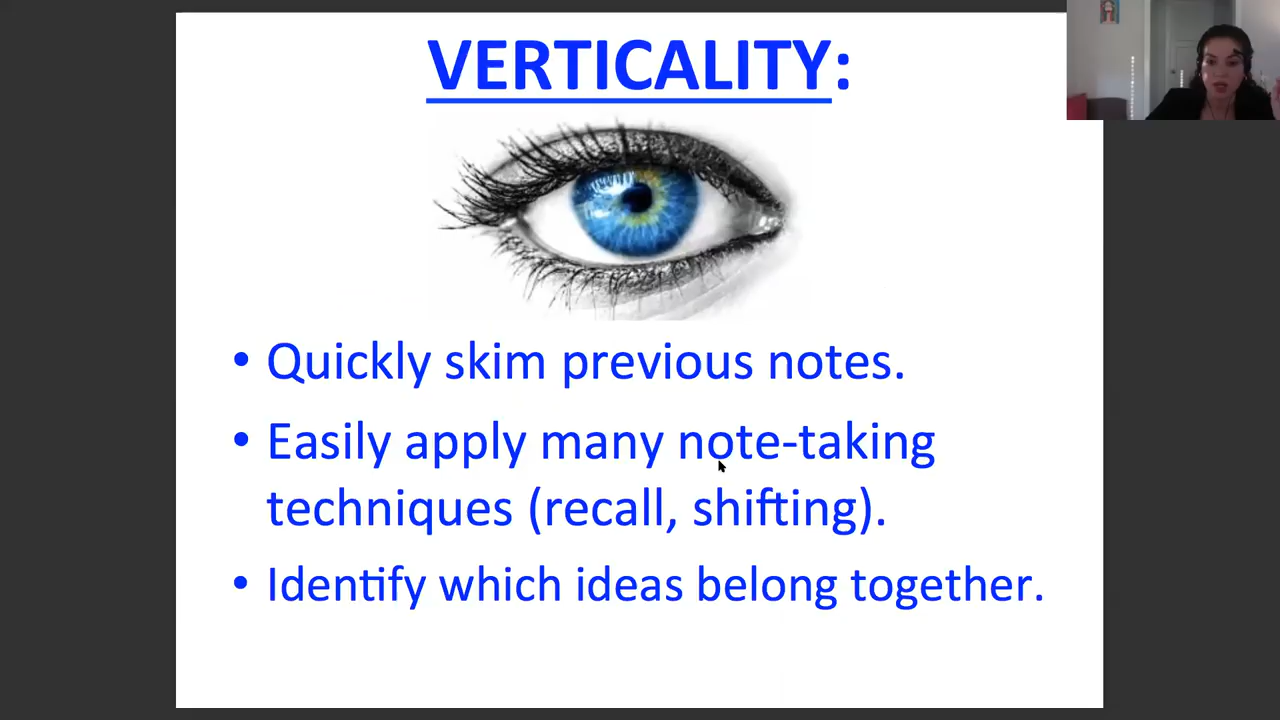 VERTICALITY:
• Quickly skim previous notes.
• Easily apply many note-taking
techniques (recall, shifting).
• Identify which ideas belong together.